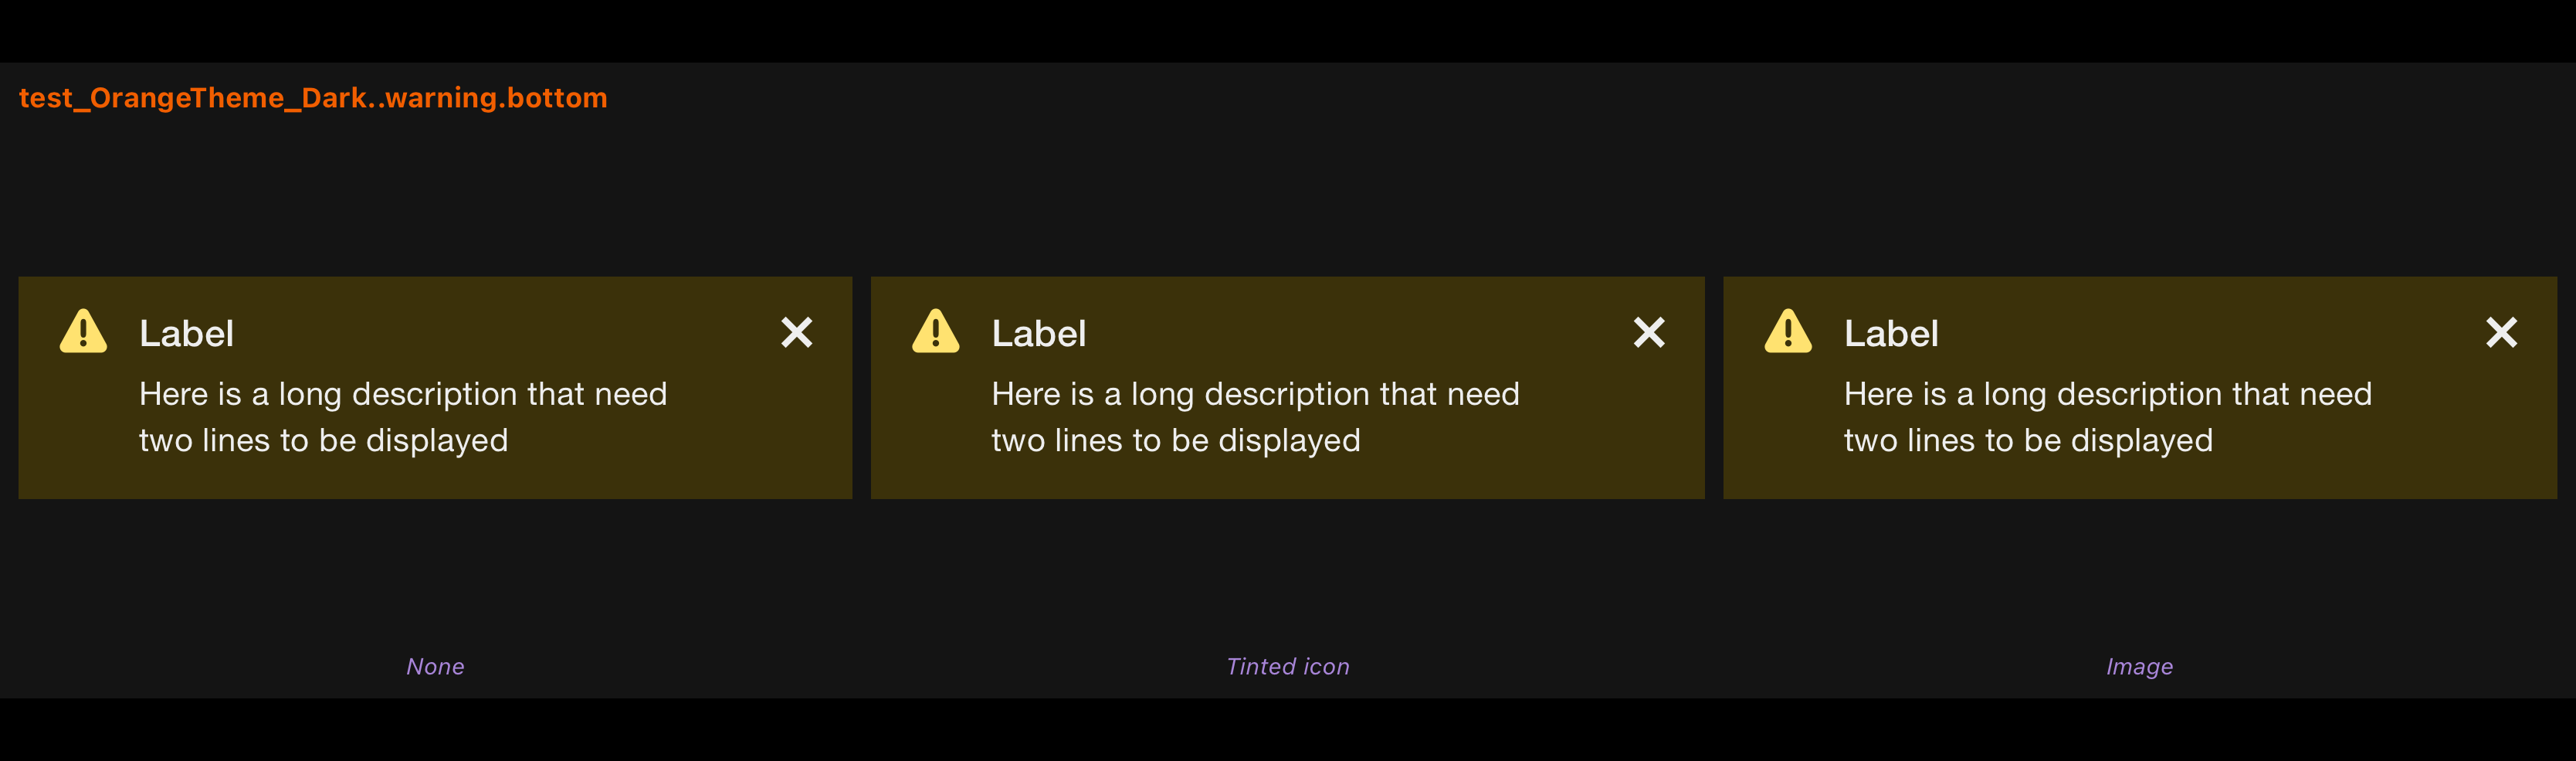 test_OrangeTheme_Dark..warning.bottom
Label
Here is a long description that need
two lines to be displayed
Label
Here is a long description that need
two lines to be displayed
Label
Here is a long description that need
two lines to be displayed
None
Tinted icon
Image